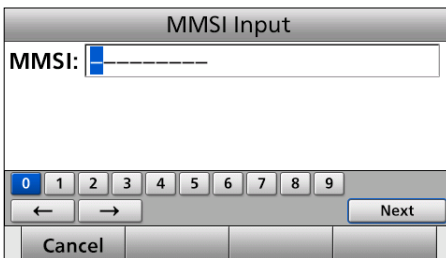 MMSI Input
MMSI: ---------
0 1 2 3 4 5 6 7 8 9
← → Next
Cancel